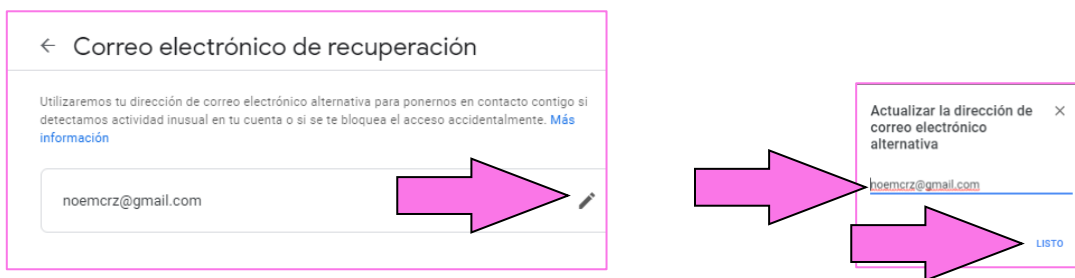 ← Correo electrónico de recuperación
Utilizaremos tu dirección de correo electrónico alternativa para ponernos en contacto contigo si
detectamos actividad inusual en tu cuenta o si se te bloquea el acceso accidentalmente. Más
información
noemcrz@gmail.com
Actualizar la dirección de
correo electrónico
alternativa
noemcrz@gmail.com
LISTO